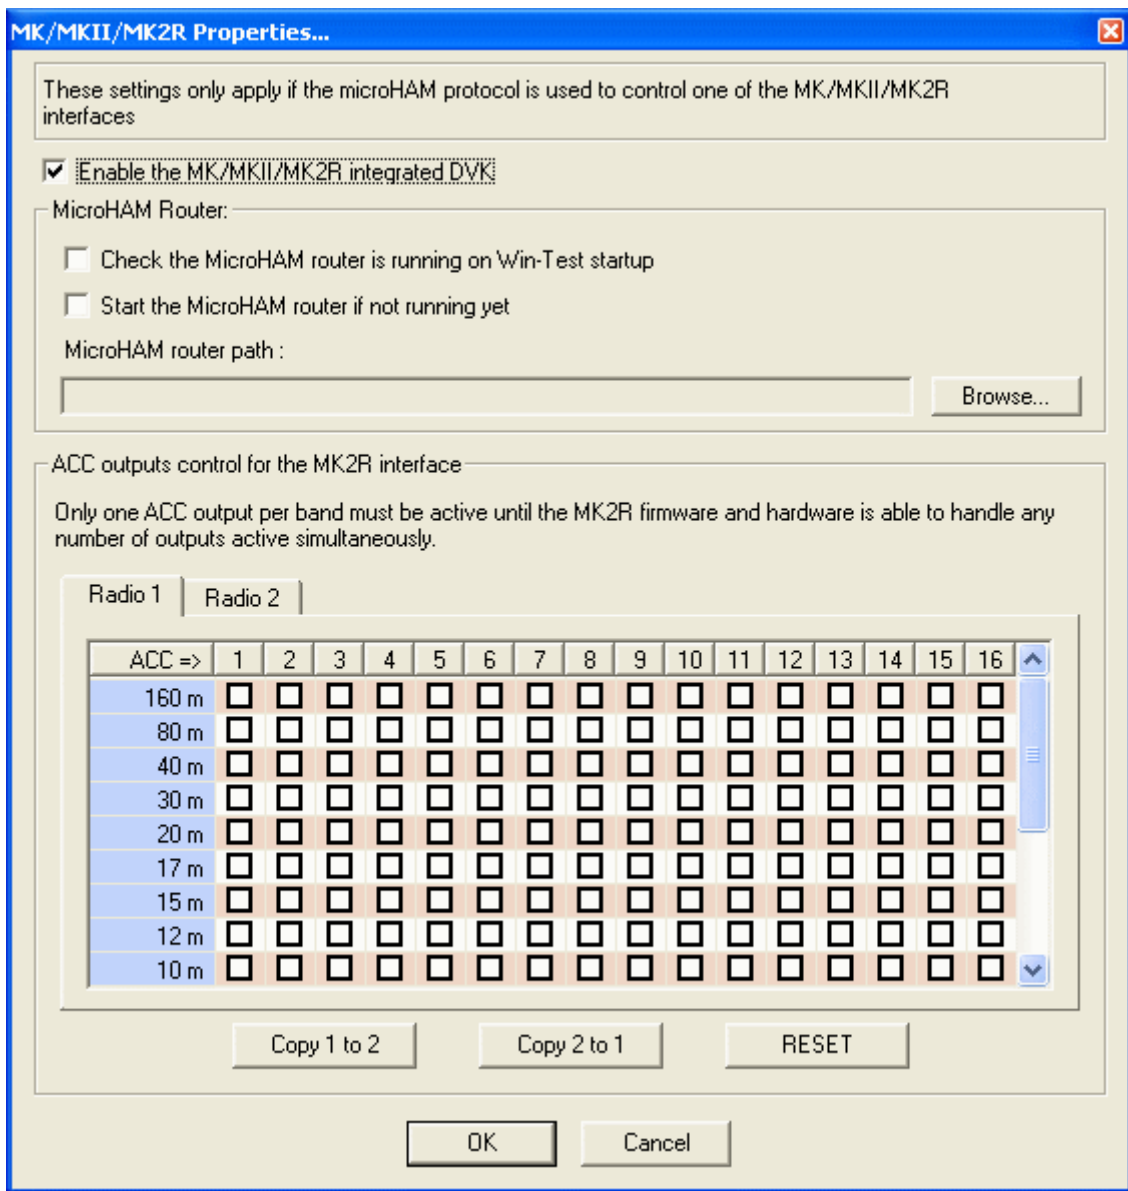 MK/MKII/MK2R Properties...
These settings only apply if the microHAM protocol is used to control one of the MK/MKII/MK2R
interfaces
Enable the MK/MKII/MK2R integrated DVK
MicroHAM Router:
Check the MicroHAM router is running on Win-Test startup
Start the MicroHAM router if not running yet
MicroHAM router path :
Browse...
ACC outputs control for the MK2R interface
Only one ACC output per band must be active until the MK2R firmware and hardware is able to handle any
number of outputs active simultaneously.
Radio 1 Radio 2
ACC => 1 2 3 4 5 6 7 8 9 10 11 12 13 14 15 16
160 m
80 m
40 m
30 m
20 m
17 m
15 m
12 m
10 m
Copy 1 to 2 Copy 2 to 1 RESET
OK Cancel